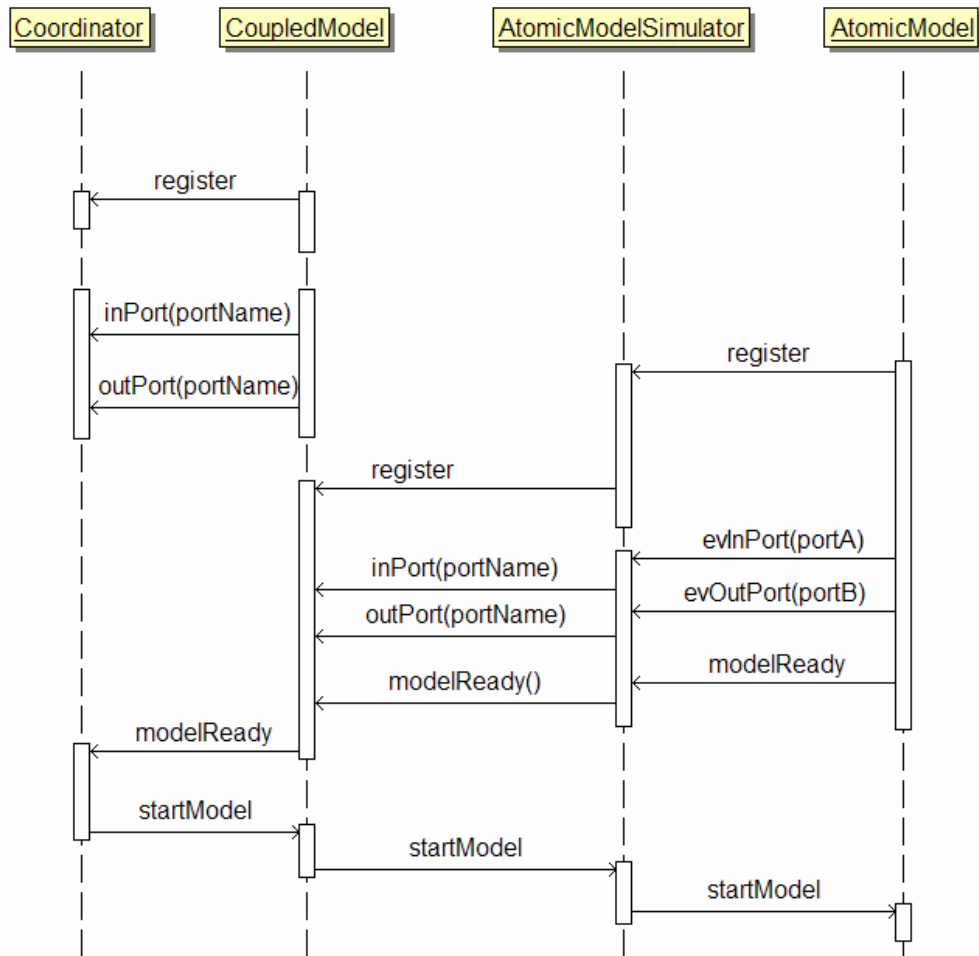 Coordinator
CoupledModel
AtomicModelSimulator
AtomicModel
register
inPort(portName)
register
outPort(portName)
register
evInPort(portA)
inPort(portName)
evOutPort(portB)
outPort(portName)
modelReady
modelReady()
modelReady
startModel
startModel
startModel